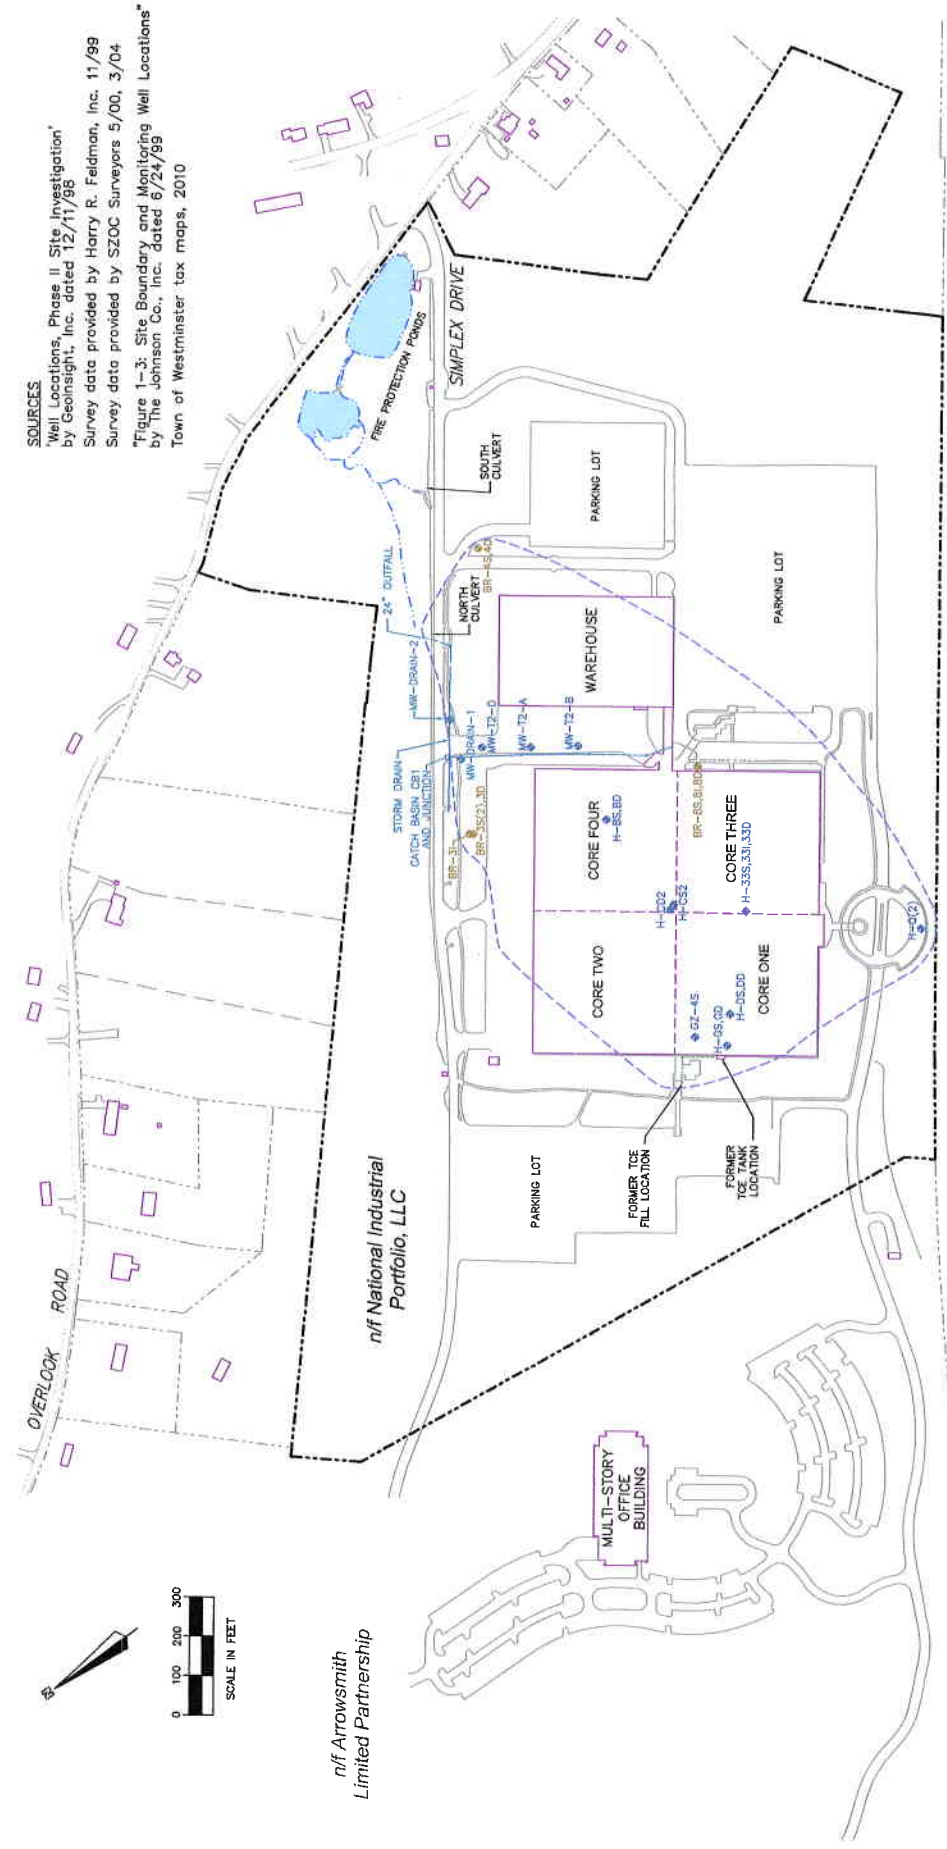 SOURCES
'Well Locations, Phase II Site Investigation'
by GeoInsight, Inc. dated 12/11/98
Survey data provided by Harry R. Feldman, Inc. 11/99
Survey data provided by SZOC Surveyors 5/00, 3/04
"Figure 1-3: Site Boundary and Monitoring Well Locations"
by The Johnson Co., Inc. dated 6/24/99
Town of Westminster tax maps, 2010
OVERLOOK ROAD
SIMPLEX DRIVE
FIRE PROTECTION PONDS
SOUTH
CULVERT
NORTH
CULVERT
24" OUTFALL
MW-DRAIN-2
STORM DRAIN
CATCH BASIN CB1
AND JUNCTION
MW-DRAIN-1
MW-T2-D
MW-T2-A
MW-T2-B
BR-3I
BR-3S(2),3D
BR-4S,4D
PARKING LOT
PARKING LOT
WAREHOUSE
CORE FOUR
H-BS,BD
BR-8S,8I,8D
CORE THREE
H-33S,33I,33D
H-CD2
H-CS2
CORE TWO
CORE ONE
GZ-4S
H-GS,GD
H-DS,DD
H-Q(2)
FORMER TCE
FILL LOCATION
FORMER
TCE TANK
LOCATION
PARKING LOT
n/f National Industrial
Portfolio, LLC
MULTI-STORY
OFFICE
BUILDING
n/f Arrowsmith
Limited Partnership
0 100 200 300
SCALE IN FEET